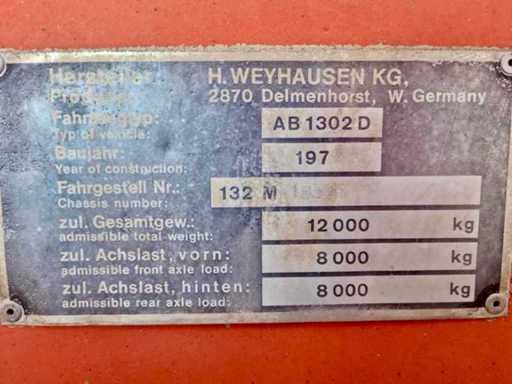 Hersteller: H. WEYHAUSEN KG.
Producer: 2870 Delmenhorst, W. Germany
Fahrzeugtyp: AB 1302 D
Typ of vehicle:
Baujahr: 197
Year of construction:
Fahrgestell Nr.: 132 M
Chassis number:
zul. Gesamtgew.: 12 000 kg
admissible total weight:
zul. Achslast, vorn: 8 000 kg
admissible front axle load:
zul. Achslast, hinten: 8 000 kg
admissible rear axle load: